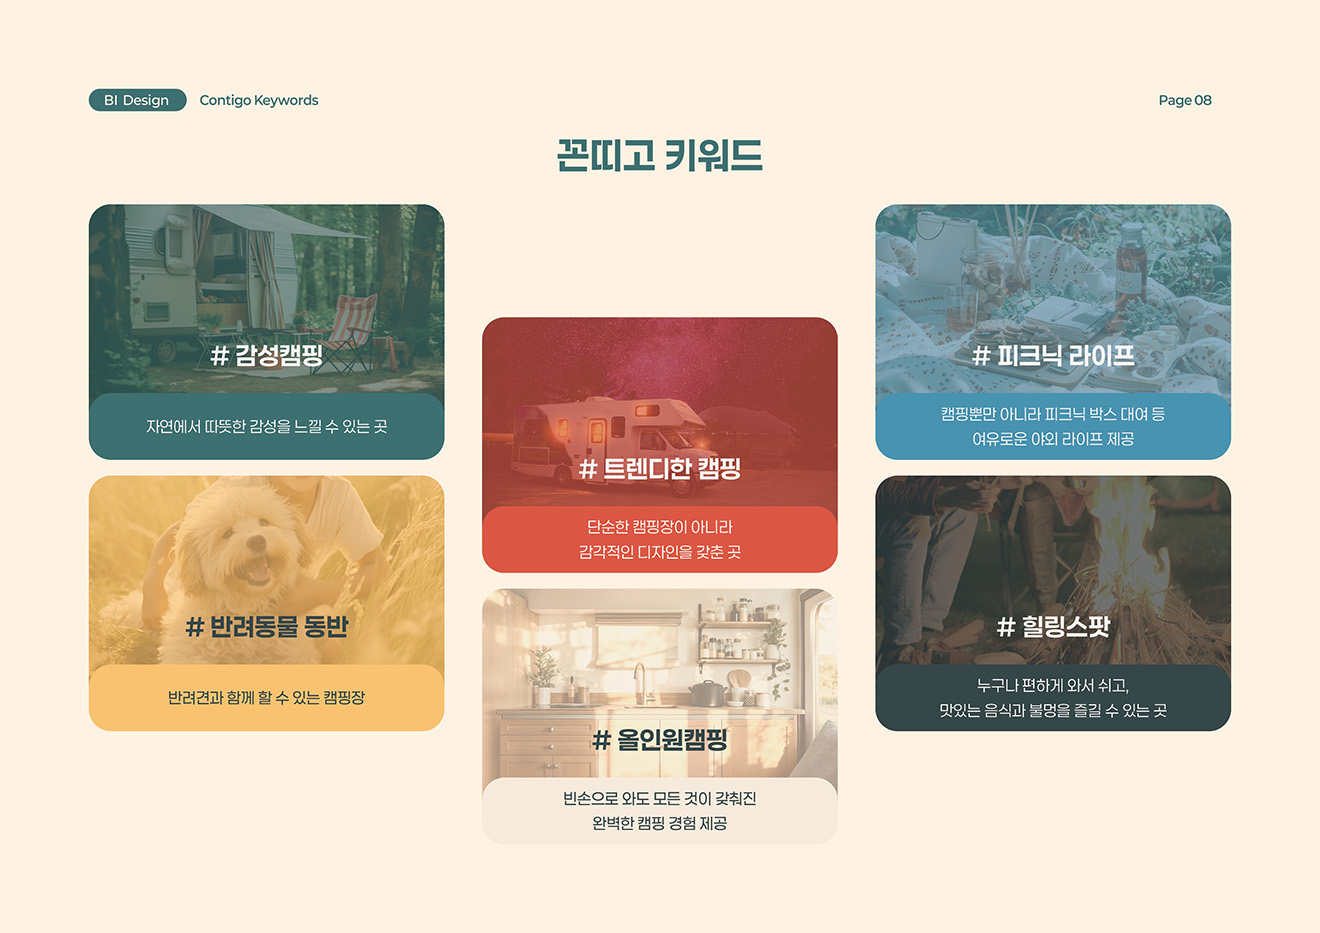 BI Design
Contigo Keywords
Page 08
꼰띠고 키워드
# 감성캠핑
자연에서 따뜻한 감성을 느낄 수 있는 곳
# 반려동물 동반
반려견과 함께 할 수 있는 캠핑장
# 트렌디한 캠핑
단순한 캠핑장이 아니라
감각적인 디자인을 갖춘 곳
# 올인원캠핑
빈손으로 와도 모든 것이 갖춰진
완벽한 캠핑 경험 제공
# 피크닉 라이프
캠핑뿐만 아니라 피크닉 박스 대여 등
여유로운 야외 라이프 제공
# 힐링스팟
누구나 편하게 와서 쉬고,
맛있는 음식과 불멍을 즐길 수 있는 곳